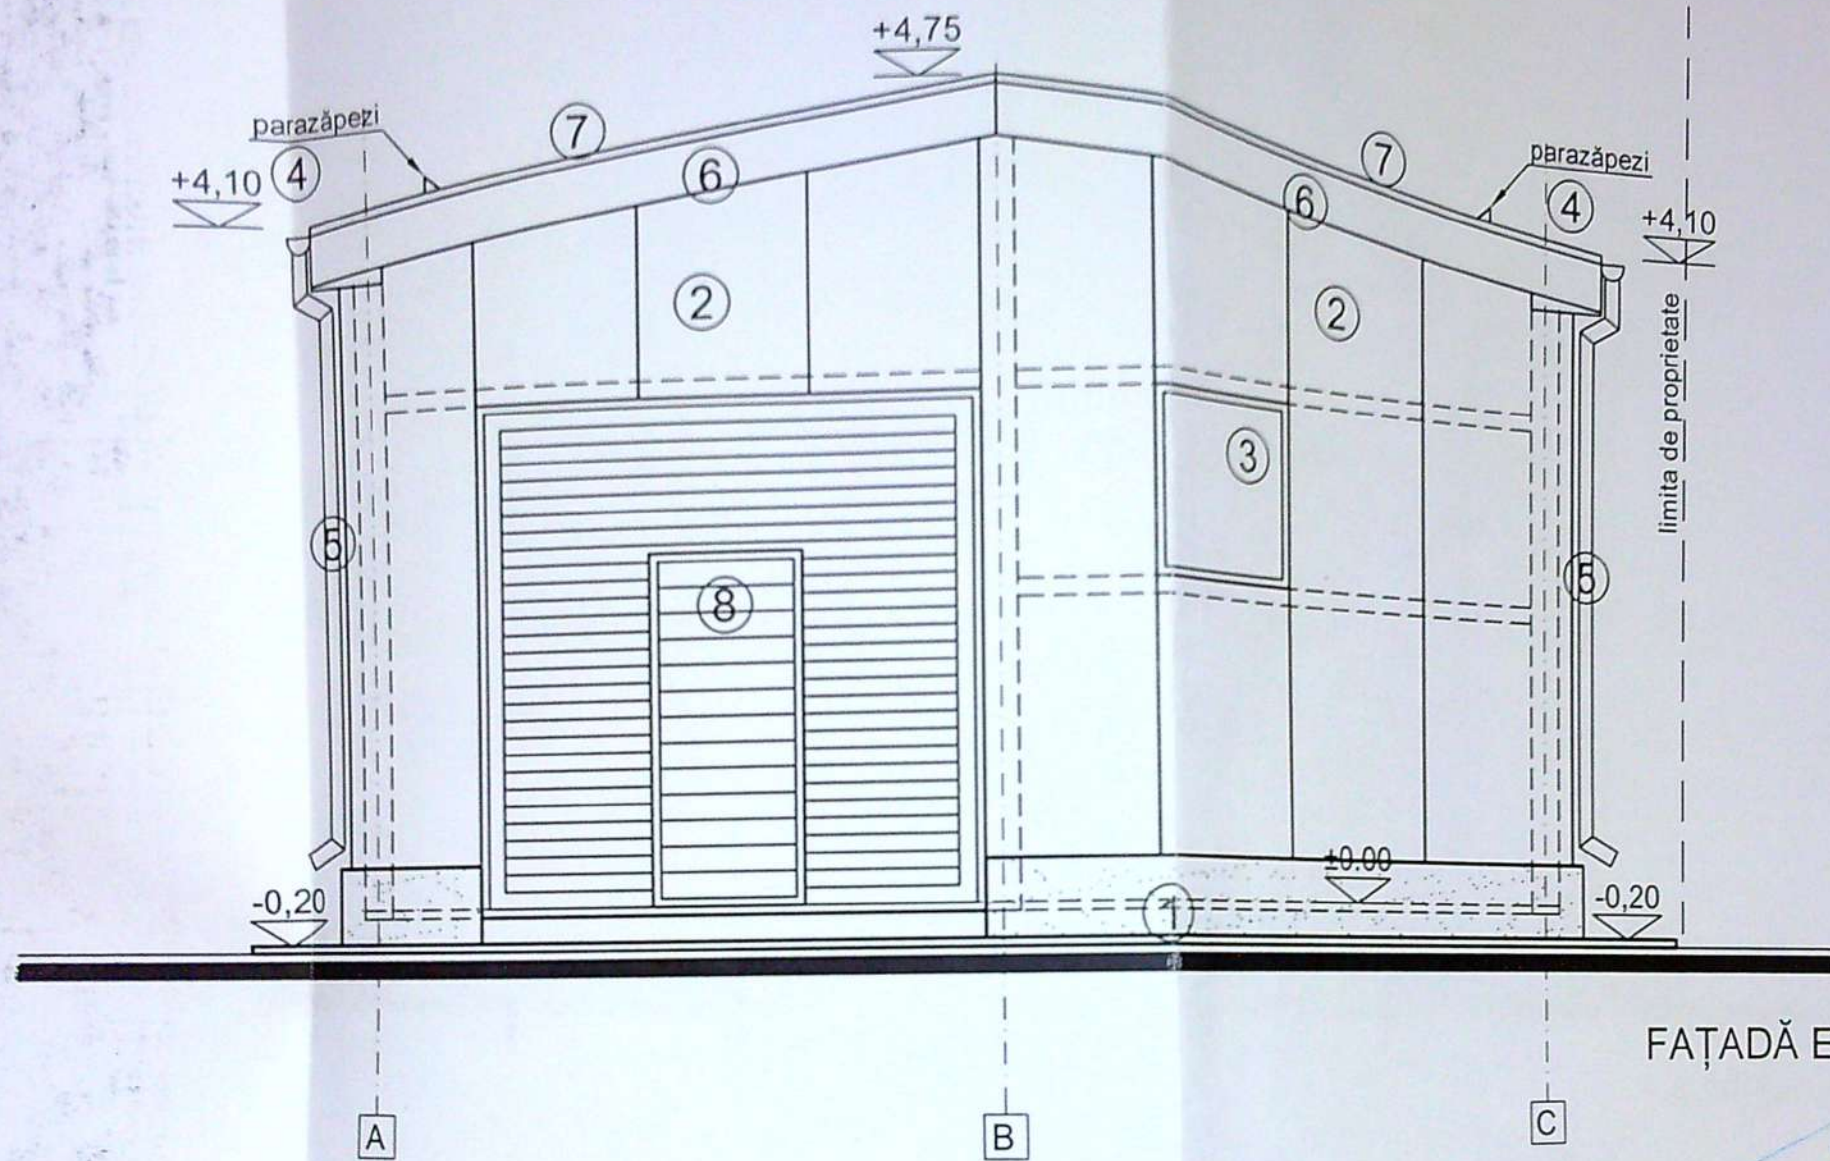 +4,75
parazăpezi
7
7
parazăpezi
+4,10
4
6
6
4
+4,10
2
2
limita de proprietate
3
5
5
8
±0.00
-0,20
1
-0,20
FAȚADĂ E
A
B
C